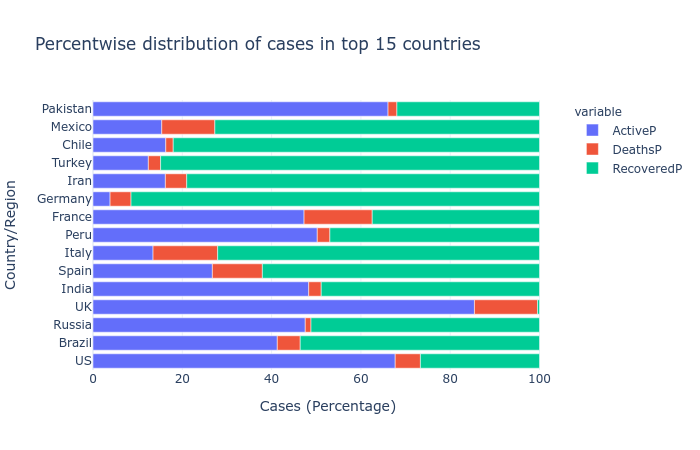 Percentwise distribution of cases in top 15 countries
variable
ActiveP
DeathsP
RecoveredP
Country/Region
Pakistan
Mexico
Chile
Turkey
Iran
Germany
France
Peru
Italy
Spain
India
UK
Russia
Brazil
US
0 20 40 60 80 100
Cases (Percentage)